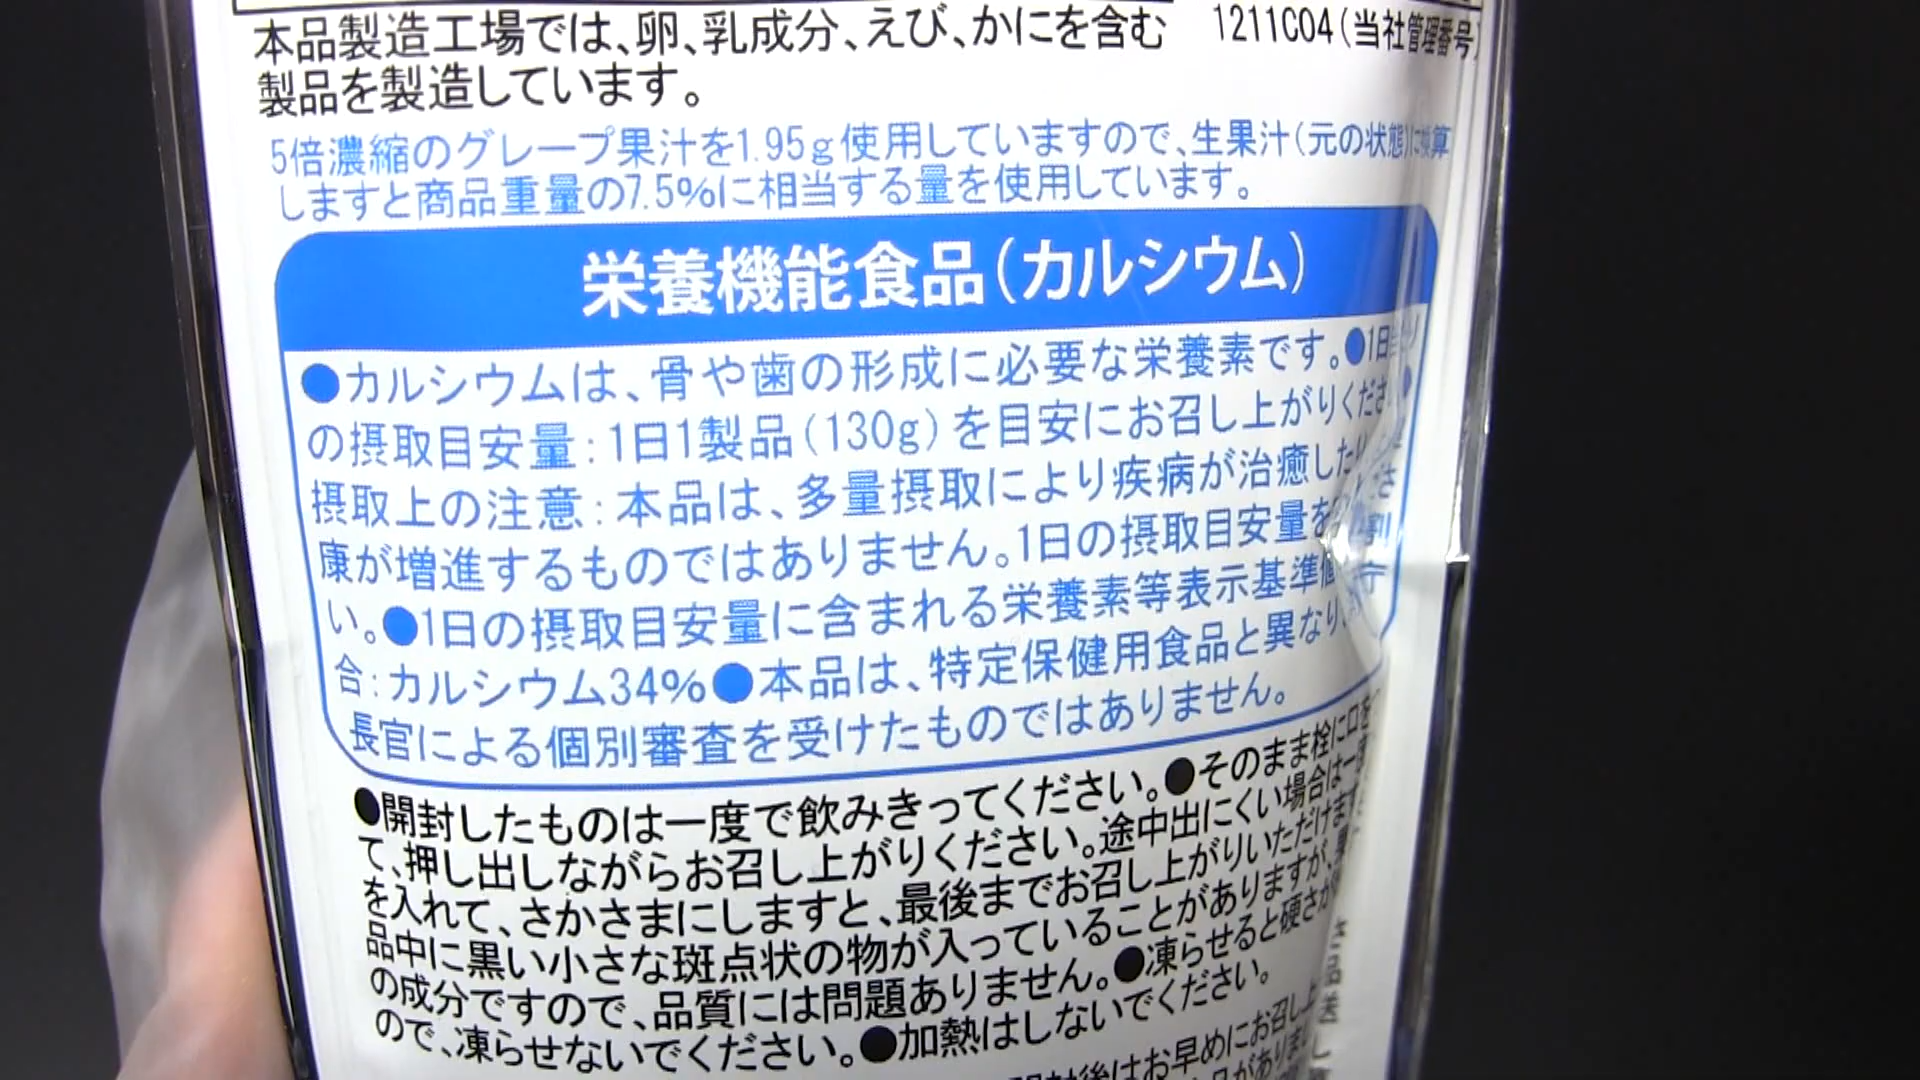 本品製造工場では、卵、乳成分、えび、かにを含む
製品を製造しています。
1211C04(当社管理番号)
5倍濃縮のグレープ果汁を1.95g使用していますので、生果汁(元の状態)に換算
しますと商品重量の7.5%に相当する量を使用しています。
栄養機能食品(カルシウム)
●カルシウムは、骨や歯の形成に必要な栄養素です。●1日
の摂取目安量:1日1製品(130g)を目安にお召し上がりくださ
摂取上の注意:本品は、多量摂取により疾病が治癒した
康が増進するものではありません。1日の摂取目安量を
い。●1日の摂取目安量に含まれる栄養素等表示基準値 割
合:カルシウム34%●本品は、特定保健用食品と異なり、
長官による個別審査を受けたものではありません。
●開封したものは一度で飲みきってください。●そのまま栓に口を
て、押し出しながらお召し上がりください。途中出にくい場合は一度
を入れて、さかさまにしますと、最後までお召し上がりいただけます
品中に黒い小さな斑点状の物が入っていることがありますが、果
の成分ですので、品質には問題ありません。●凍らせると硬さが
ので、凍らせないでください。●加熱はしないでください。
後はお早めにお召し上